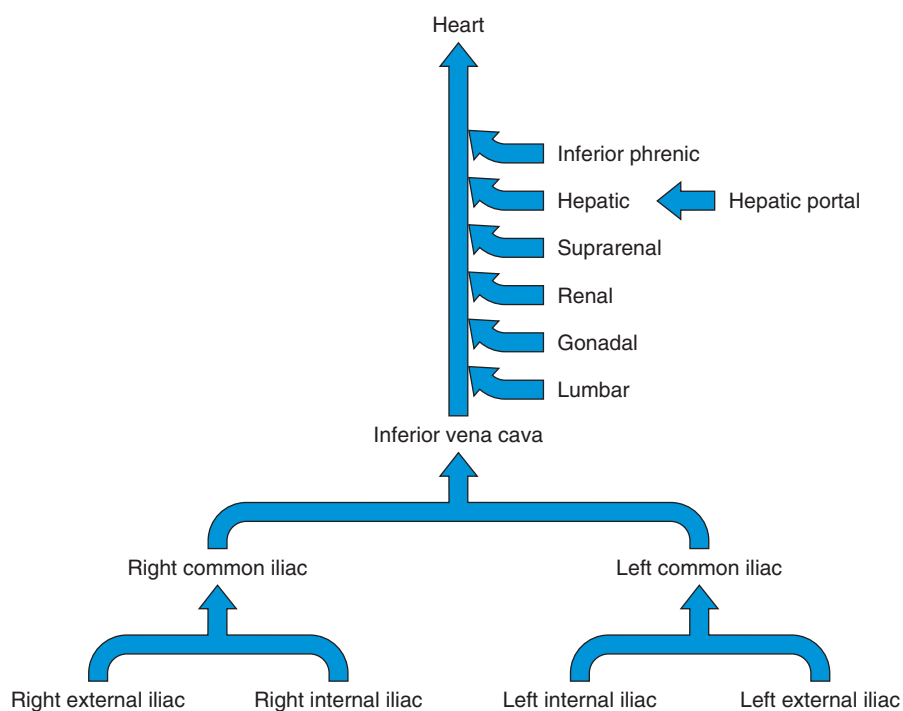 Heart
Inferior phrenic
Hepatic
Hepatic portal
Suprarenal
Renal
Gonadal
Lumbar
Inferior vena cava
Right common iliac
Left common iliac
Right external iliac
Right internal iliac
Left internal iliac
Left external iliac